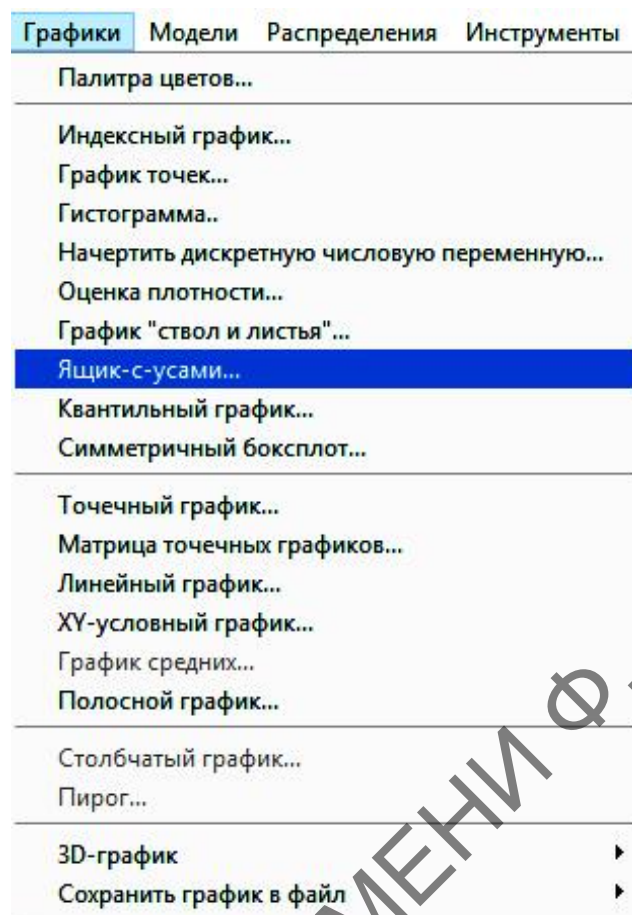 Графики Модели Распределения Инструменты
Палитра цветов...
Индексный график...
График точек...
Гистограмма..
Начертить дискретную числовую переменную...
Оценка плотности...
График "ствол и листья"...
Ящик-с-усами...
Квантильный график...
Симметричный боксплот...
Точечный график...
Матрица точечных графиков...
Линейный график...
XY-условный график...
График средних...
Полосной график...
Столбчатый график...
Пирог...
3D-график
Сохранить график в файл
МЕНИ Ф.